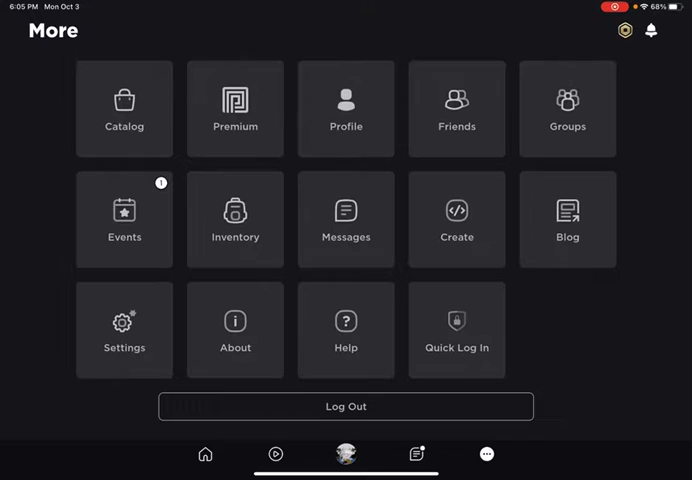 6:05 PM Mon Oct 3
68%
More
Catalog
Premium
Profile
Friends
Groups
1
Events
Inventory
Messages
Create
Blog
Settings
About
Help
Quick Log In
Log Out